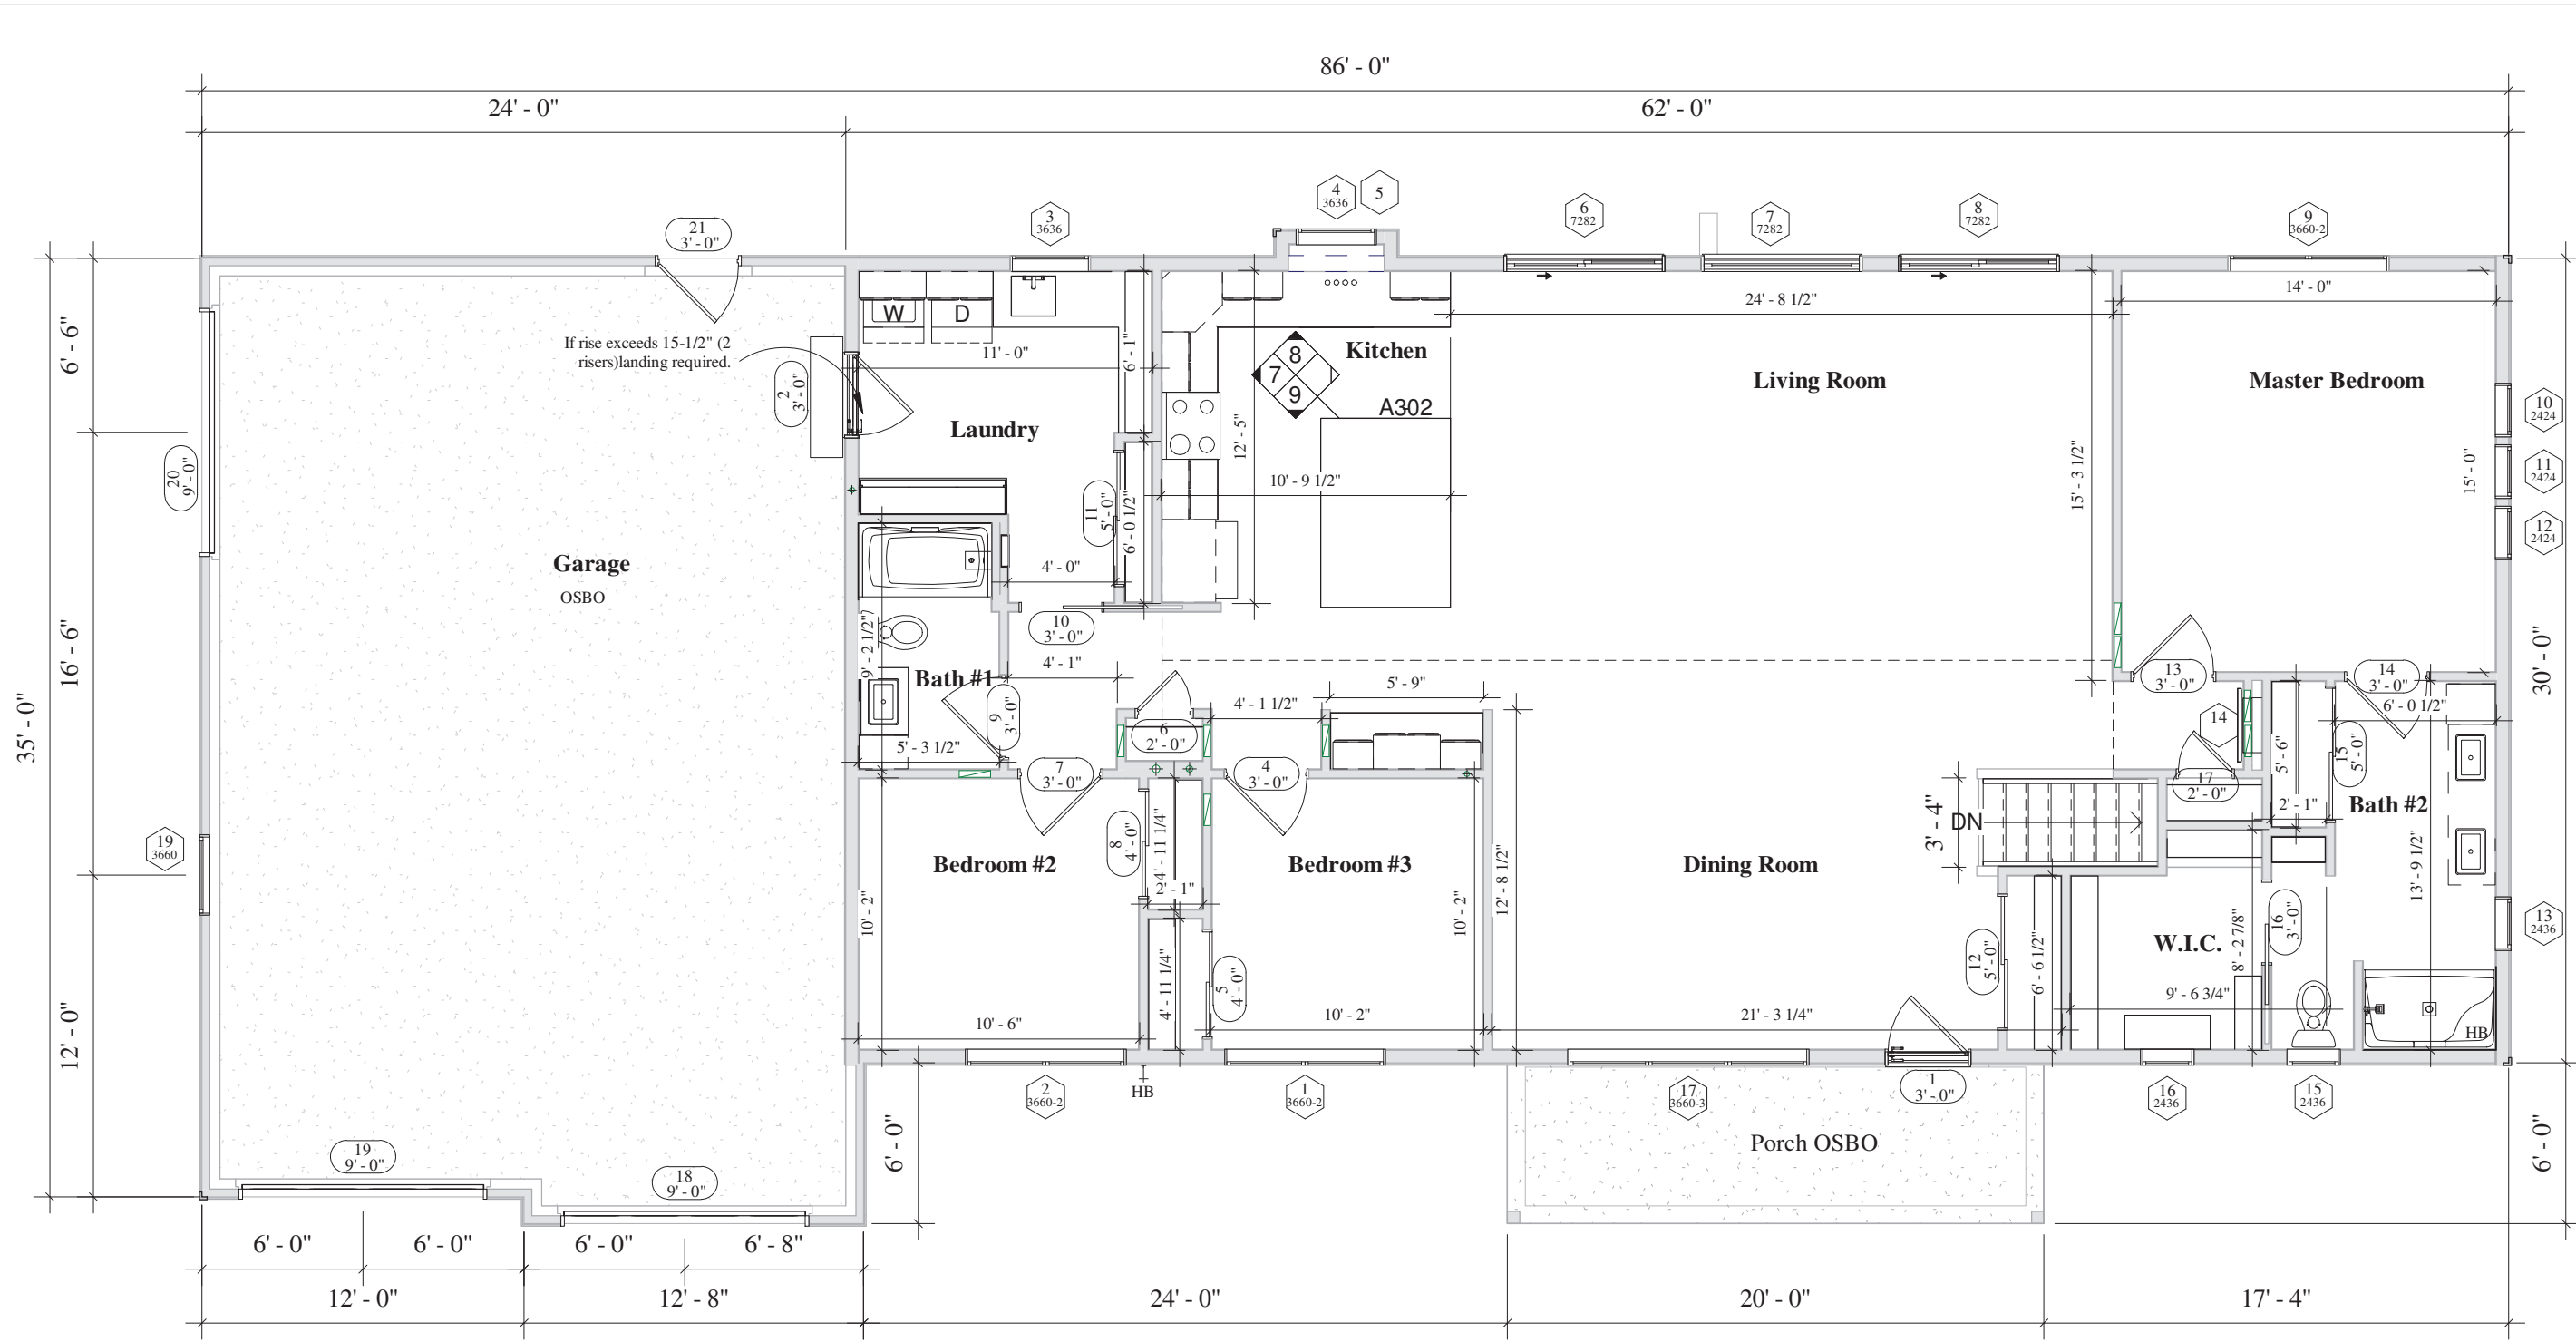 86' - 0"
24' - 0"
62' - 0"
4
3636
5
6
7282
7
7282
8
7282
9
3660-2
3
3636
21
3' - 0"
24' - 8 1/2"
14' - 0"
W
D
6' - 6"
If rise exceeds 15-1/2" (2
risers)landing required.
11' - 0"
6' - 1"
8
7
9
Kitchen
A302
Living Room
Master Bedroom
2
3' - 0"
10
2424
Laundry
12' - 5"
20
9' - 0"
10' - 9 1/2"
15' - 3 1/2"
15' - 0"
11
2424
11
5' - 0"
6' - 0 1/2"
12
2424
Garage
OSBO
4' - 0"
16' - 6"
9' - 2 1/2"
10
3' - 0"
4' - 1"
30' - 0"
Bath #1
13
3' - 0"
14
3' - 0"
5' - 9"
35' - 0"
9
3' - 0"
4' - 1 1/2"
6' - 0 1/2"
14
6
2' - 0"
5' - 3 1/2"
5' - 6"
15
5' - 0"
7
3' - 0"
4
3' - 0"
17
2' - 0"
2' - 1"
Bath #2
3' - 4"
DN
19
3660
8
4' - 0"
4' - 11 1/4"
Bedroom #2
Bedroom #3
12' - 8 1/2"
Dining Room
13' - 9 1/2"
2' - 1"
10' - 2"
10' - 2"
16
3' - 0"
13
2436
W.I.C.
8' - 2 7/8"
12
5' - 0"
6' - 6 1/2"
4' - 11 1/4"
5
4' - 0"
9' - 6 3/4"
12' - 0"
10' - 6"
10' - 2"
21' - 3 1/4"
HB
2
3660-2
HB
1
3660-2
17
3660-3
1
3' - 0"
16
2436
15
2436
6' - 0"
Porch OSBO
6' - 0"
19
9' - 0"
18
9' - 0"
6' - 0"
6' - 0"
6' - 0"
6' - 8"
12' - 0"
12' - 8"
24' - 0"
20' - 0"
17' - 4"